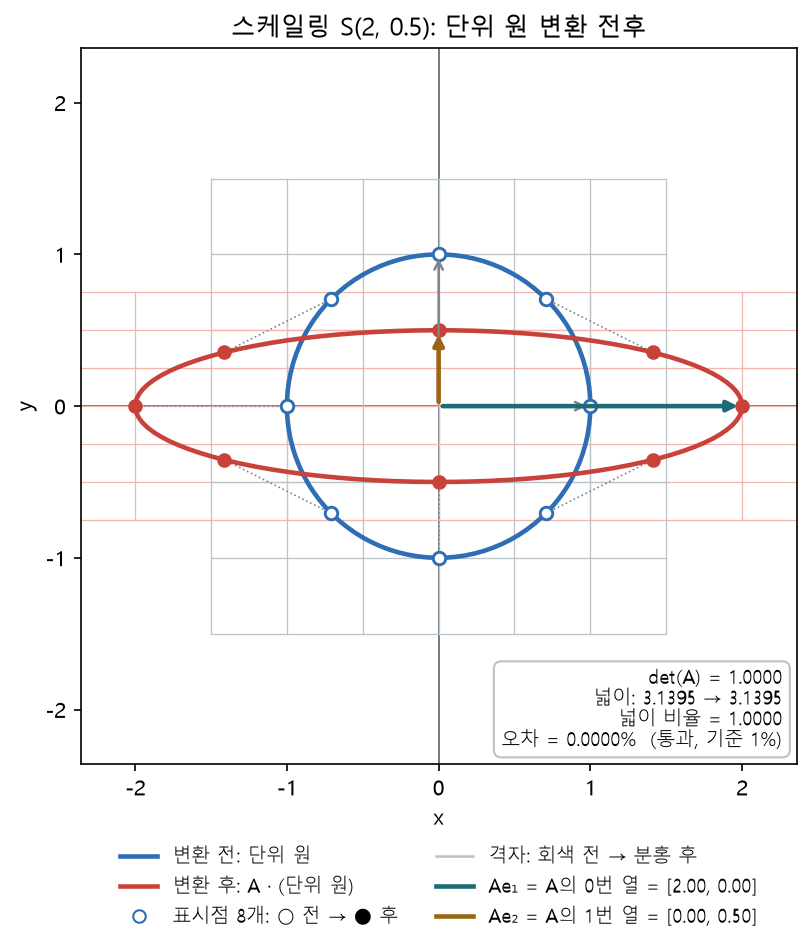 스케일링 S(2, 0.5): 단위 원 변환 전후
2
1
0
-1
-2
y
-2
-1
0
1
2
x
det(A) = 1.0000
넓이: 3.1395 → 3.1395
넓이 비율 = 1.0000
오차 = 0.0000% (통과, 기준 1%)
변환 전: 단위 원
변환 후: A · (단위 원)
표시점 8개: ○ 전 → ● 후
격자: 회색 전 → 분홍 후
Ae₁ = A의 0번 열 = [2.00, 0.00]
Ae₂ = A의 1번 열 = [0.00, 0.50]